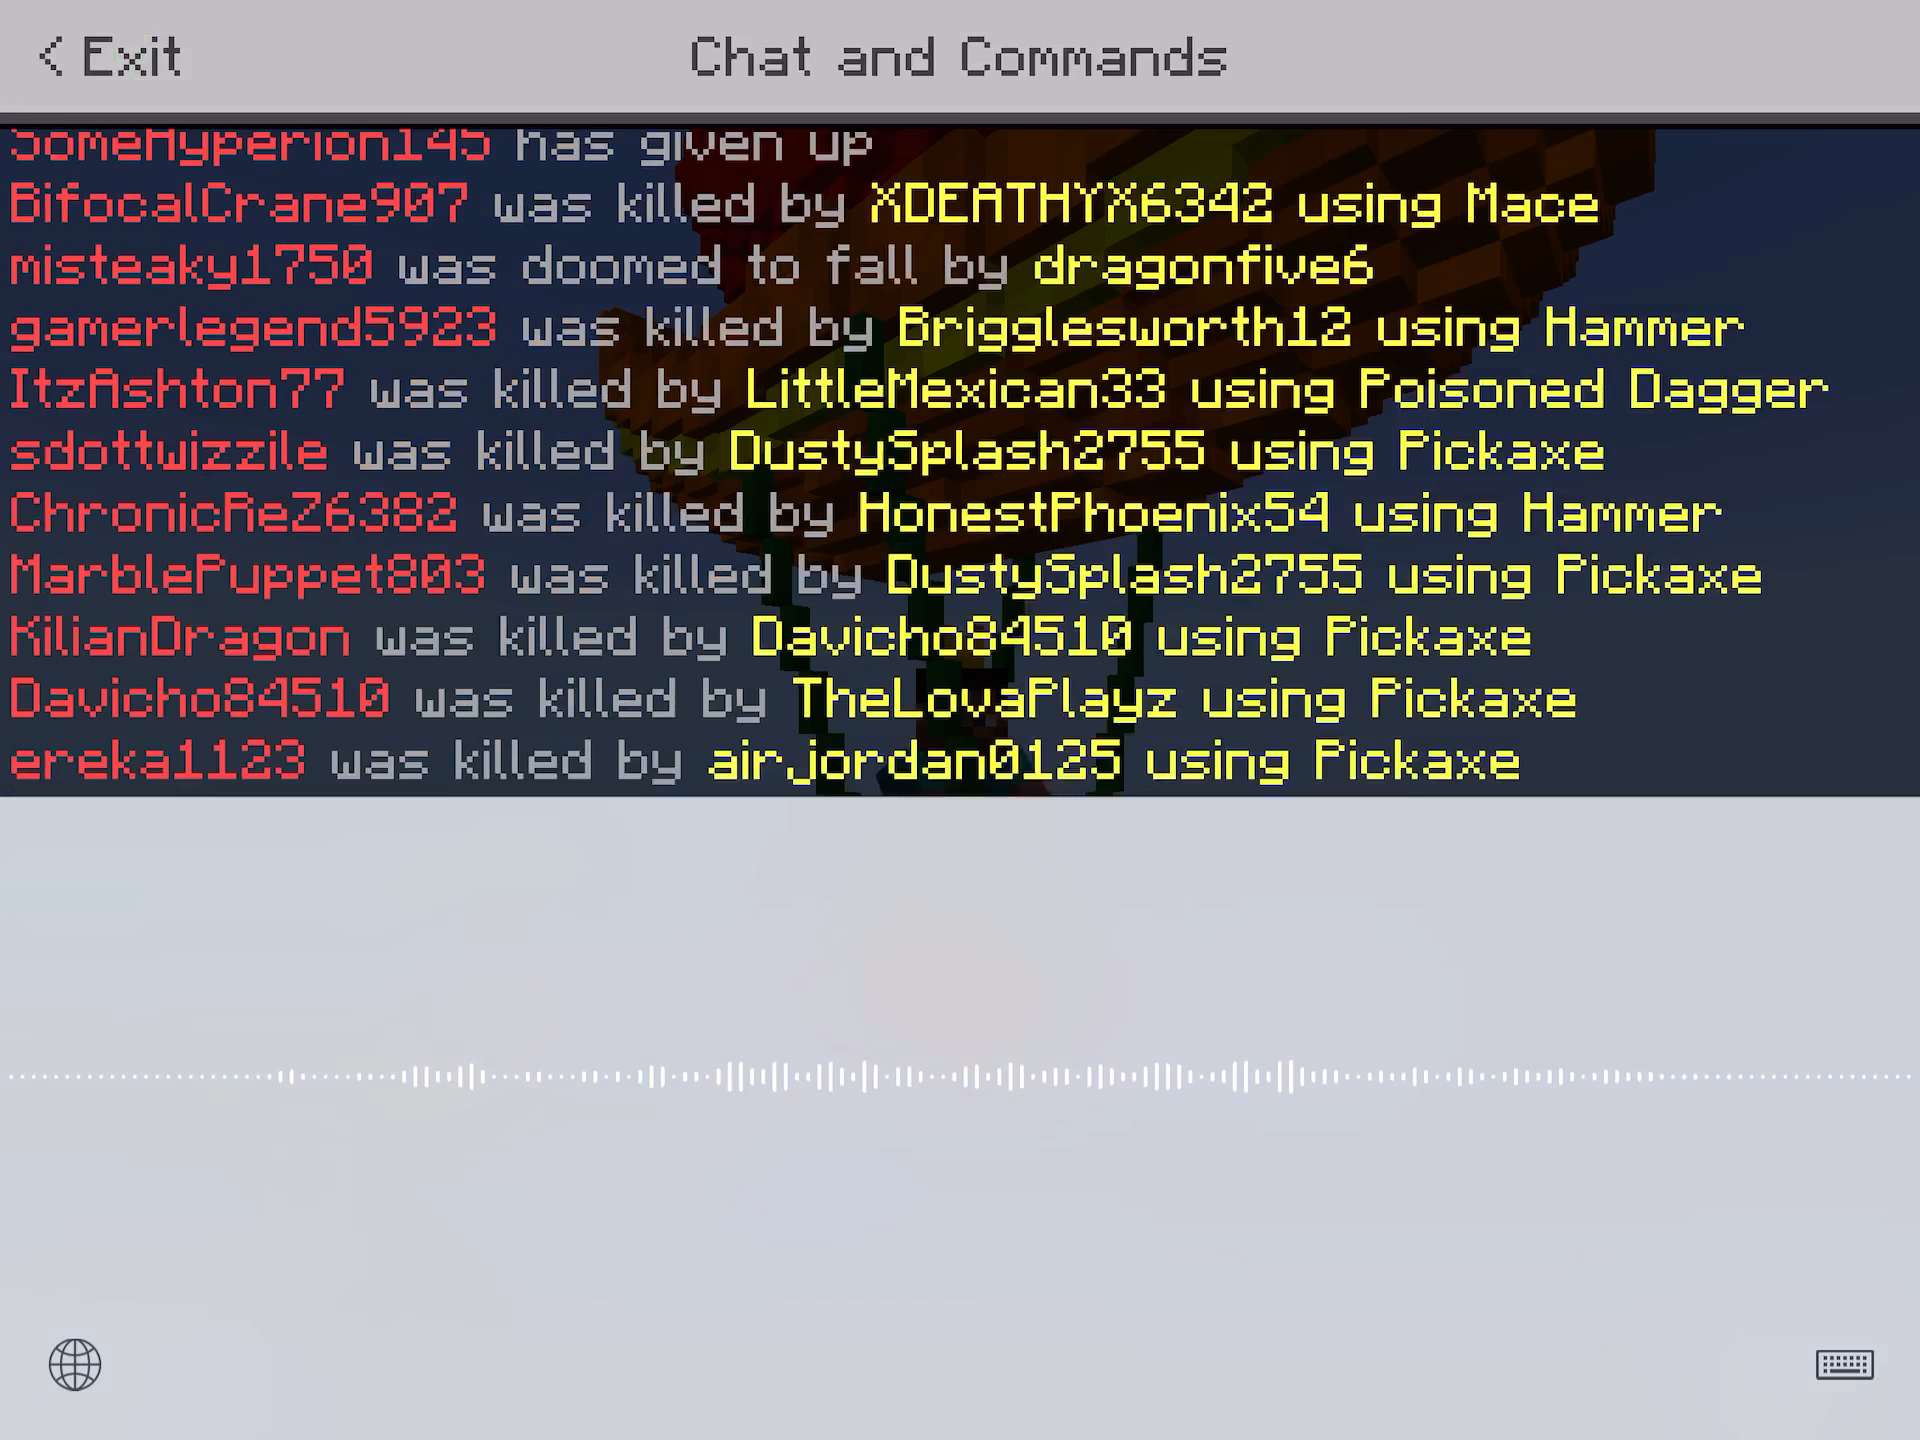 < Exit
Chat and Commands
SomeHyperion145 has given up
BifocalCrane907 was killed by XDEATHYX6342 using Mace
misteaky1750 was doomed to fall by dragonfive6
gamerlegend5923 was killed by Brigglesworth12 using Hammer
ItzAshton77 was killed by LittleMexican33 using Poisoned Dagger
sdottwizzile was killed by DustySplash2755 using Pickaxe
ChronicReZ6382 was killed by HonestPhoenix54 using Hammer
MarblePuppet803 was killed by DustySplash2755 using Pickaxe
KilianDragon was killed by Davicho84510 using Pickaxe
Davicho84510 was killed by TheLovaPlayz using Pickaxe
ereka1123 was killed by airjordan0125 using Pickaxe